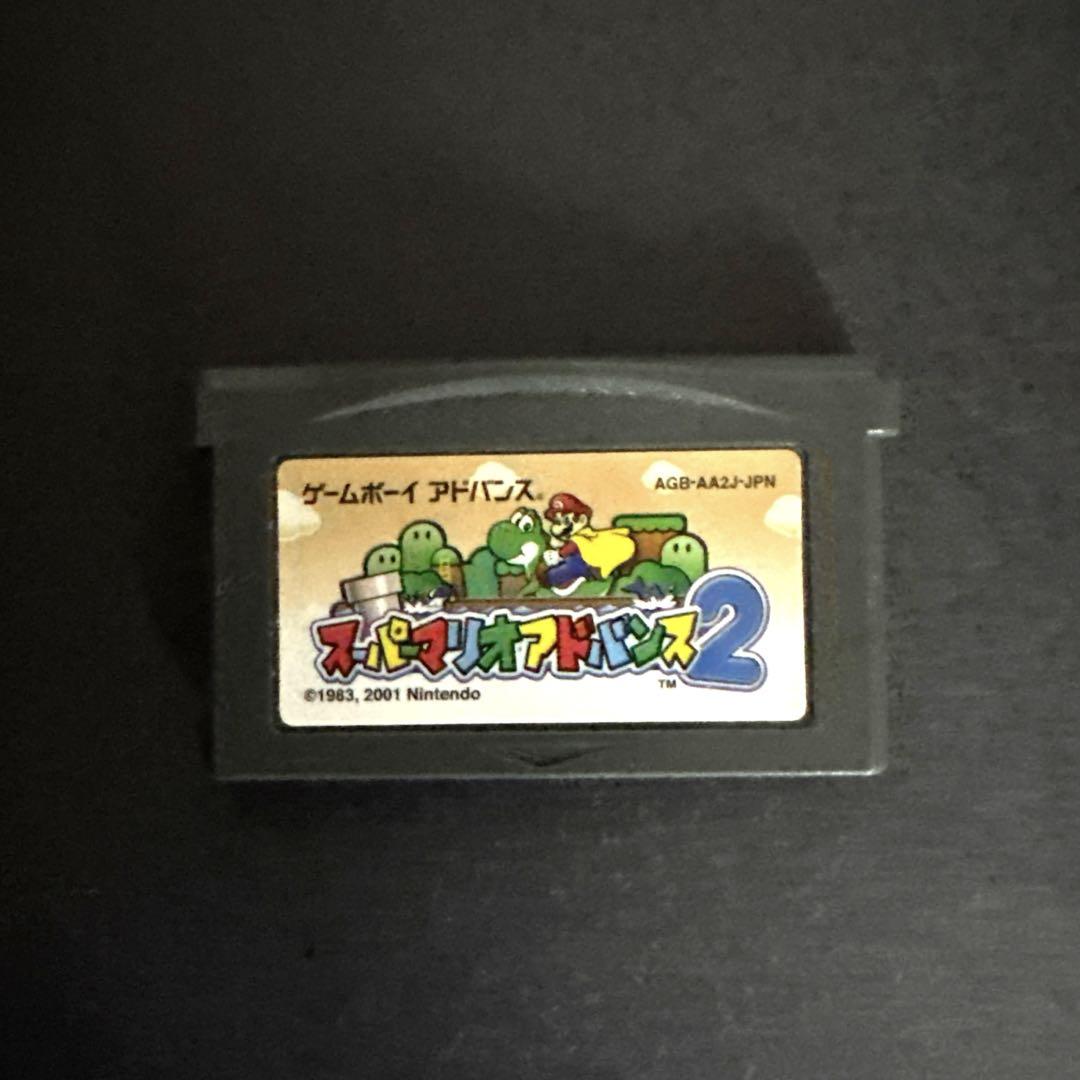 ゲームボーイ アドバンス®
AGB-AA2J-JPN
スーパーマリオアドバンス2
TM
©1983, 2001 Nintendo